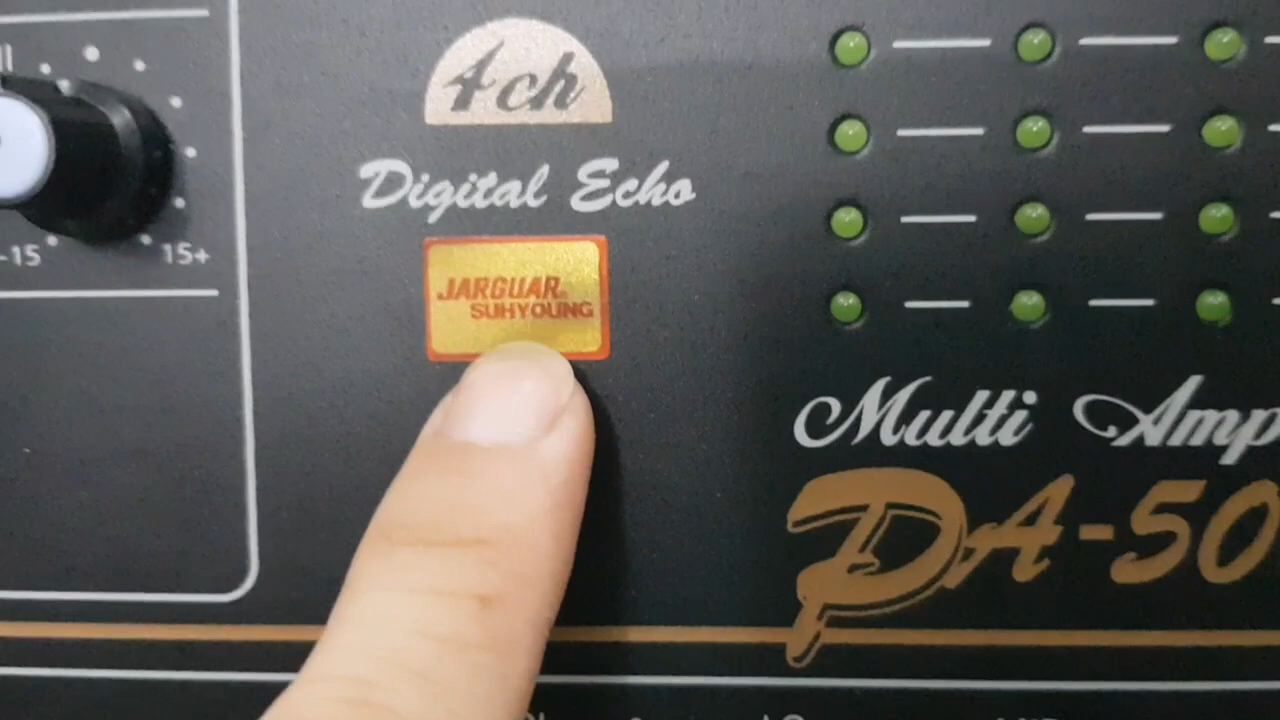 4ch
Digital Echo
JARGUAR
SUHYOUNG
-15
15+
Multi Amp
PA-50